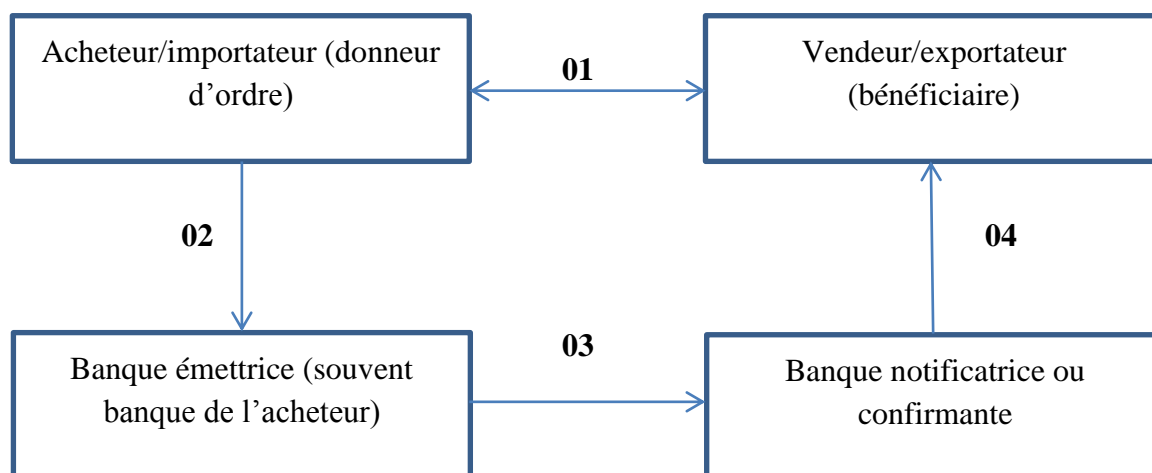 Acheteur/importateur (donneur
d’ordre)
01
Vendeur/exportateur
(bénéficiaire)
02
04
Banque émettrice (souvent
banque de l’acheteur)
03
Banque notificatrice ou
confirmante